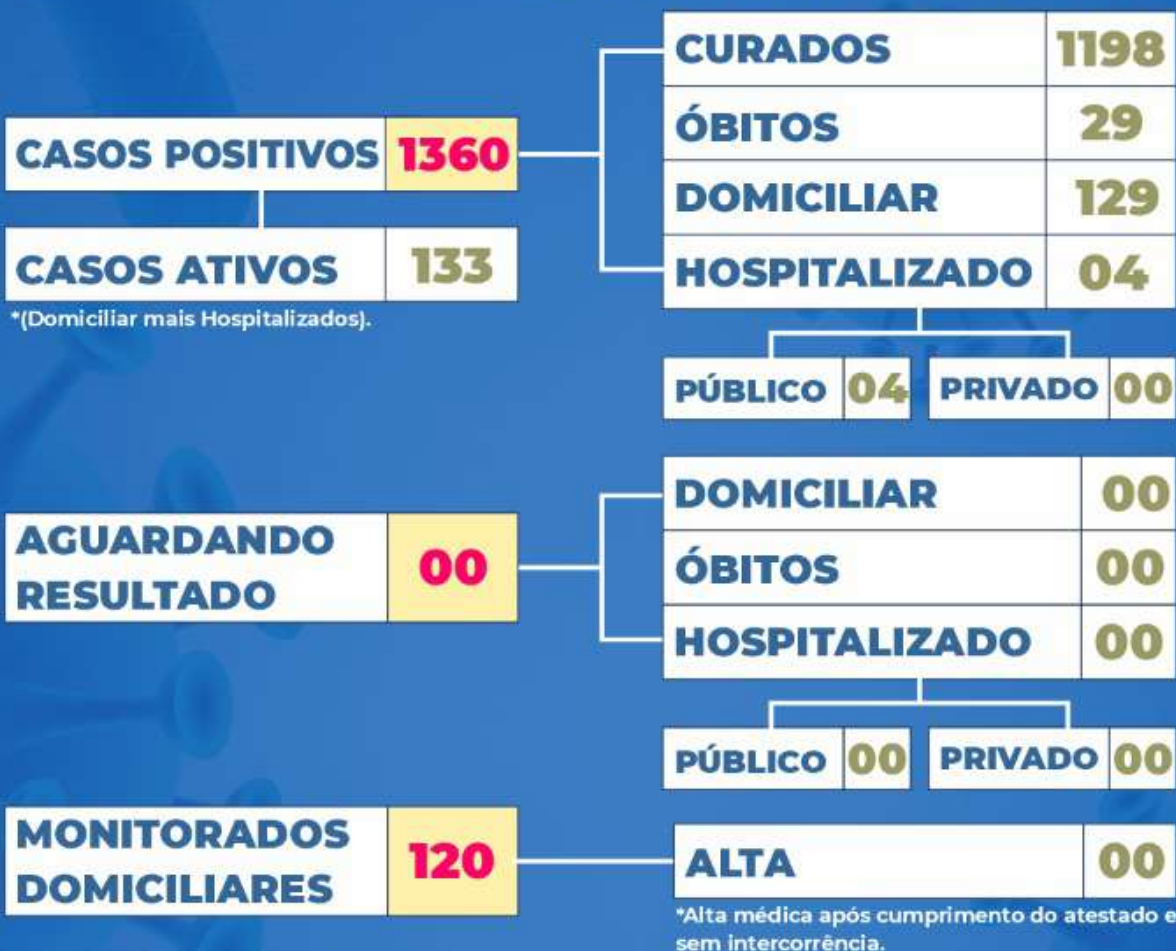 CASOS POSITIVOS 1360
CASOS ATIVOS 133
*(Domiciliar mais Hospitalizados).
CURADOS 1198
ÓBITOS 29
DOMICILIAR 129
HOSPITALIZADO 04
PÚBLICO 04 PRIVADO 00
AGUARDANDO
RESULTADO 00
DOMICILIAR 00
ÓBITOS 00
HOSPITALIZADO 00
PÚBLICO 00 PRIVADO 00
MONITORADOS
DOMICILIARES 120
ALTA 00
*Alta médica após cumprimento do atestado e
sem intercorrência.